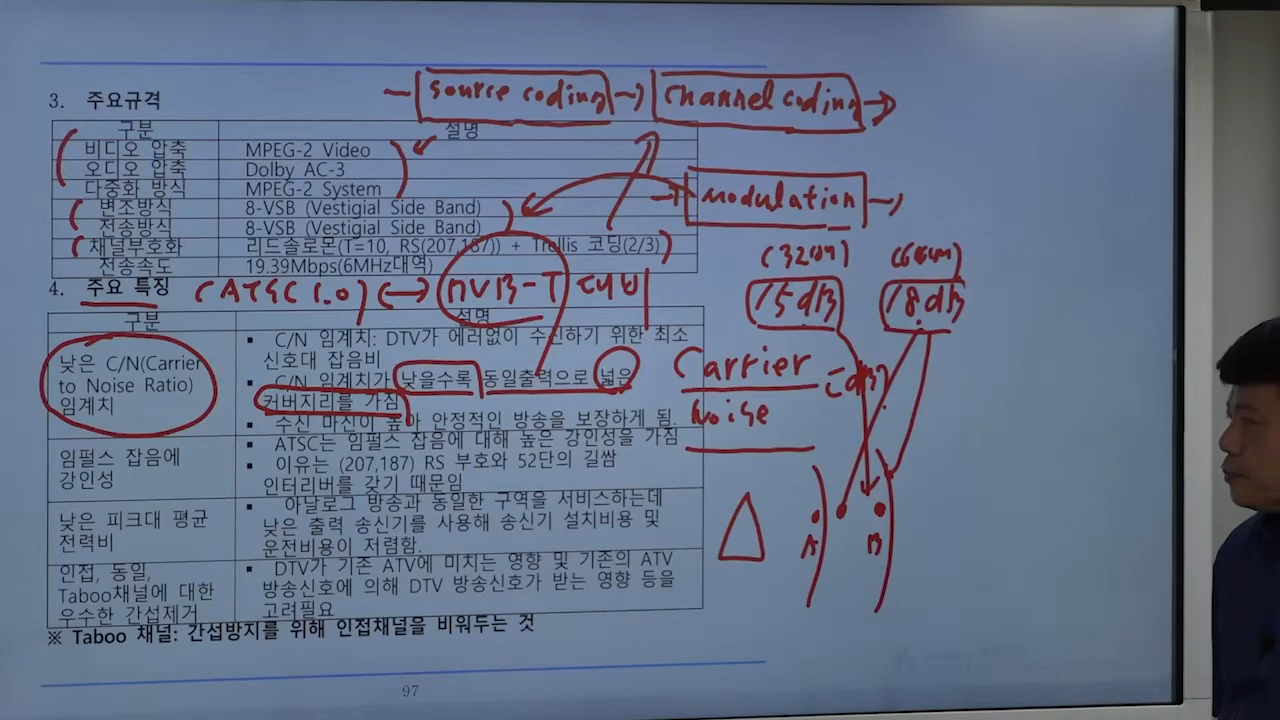 source coding → channel coding →
3. 주요규격
구분 설명
비디오 압축 MPEG-2 Video
오디오 압축 Dolby AC-3
다중화 방식 MPEG-2 System
modulation
변조방식 8-VSB (Vestigial Side Band)
전송방식 8-VSB (Vestigial Side Band)
채널부호화 리드솔로몬(T=10, RS(207,187)) + Trellis 코딩(2/3)
전송속도 19.39Mbps(6MHz대역)
4. 주요 특징 (ATSC 1.0) ↔ DVB-T 대비
15dB 18dB
구분 설명
낮은 C/N(Carrier to Noise Ratio) 임계치
▪ C/N 임계치: DTV가 에러없이 수신하기 위한 최소
신호대 잡음비
▪ C/N 임계치가 낮을수록 동일출력으로 넓은
커버지리를 가짐
▪ 수신 마진이 높아 안정적인 방송을 보장하게 됨.
Carrier
Noise
= dB
임펄스 잡음에
강인성
▪ ATSC는 임펄스 잡음에 대해 높은 강인성을 가짐
▪ 이유는 (207,187) RS 부호와 52단의 길쌈
인터리버를 갖기 때문임
낮은 피크대 평균
전력비
▪ 아날로그 방송과 동일한 구역을 서비스하는데
낮은 출력 송신기를 사용해 송신기 설치비용 및
운전비용이 저렴함.
A B
인접, 동일,
Taboo채널에 대한
우수한 간섭제거
▪ DTV가 기존 ATV에 미치는 영향 및 기존의 ATV
방송신호에 의해 DTV 방송신호가 받는 영향 등을
고려필요
※ Taboo 채널: 간섭방지를 위해 인접채널을 비워두는 것
97